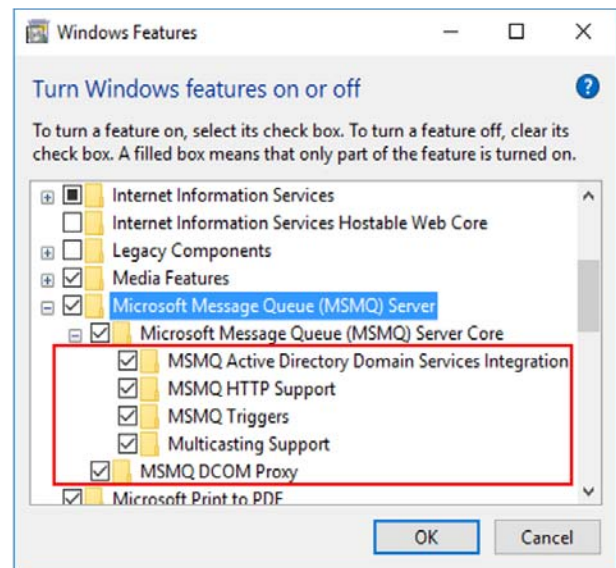 Windows Features
Turn Windows features on or off
To turn a feature on, select its check box. To turn a feature off, clear its
check box. A filled box means that only part of the feature is turned on.
Internet Information Services
Internet Information Services Hostable Web Core
Legacy Components
Media Features
Microsoft Message Queue (MSMQ) Server
Microsoft Message Queue (MSMQ) Server Core
MSMQ Active Directory Domain Services Integration
MSMQ HTTP Support
MSMQ Triggers
Multicasting Support
MSMQ DCOM Proxy
Microsoft Print to PDF
OK Cancel